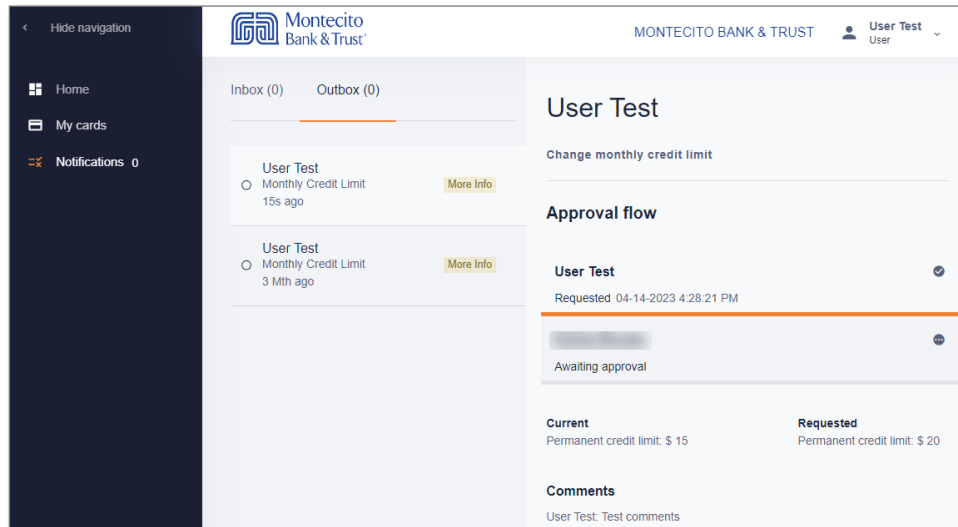 Hide navigation
Home
My cards
Notifications 0
Montecito
Bank & Trust
MONTECITO BANK & TRUST
User Test
User
Inbox (0) Outbox (0)
User Test
Monthly Credit Limit
More Info
15s ago
User Test
Monthly Credit Limit
More Info
3 Mth ago
User Test
Change monthly credit limit
Approval flow
User Test
Requested 04-14-2023 4:28:21 PM
Awaiting approval
Current Requested
Permanent credit limit: $ 15 Permanent credit limit: $ 20
Comments
User Test: Test comments